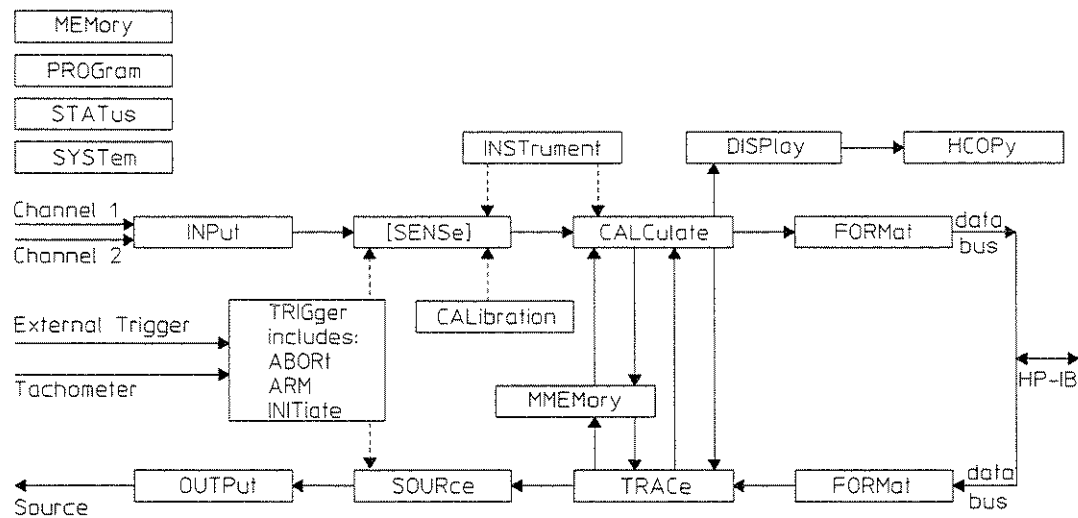 MEMory
PROGram
STATus
SYSTem
INSTrument
DISPlay
HCOPy
Channel 1
Channel 2
INPut
[SENSe]
CALCulate
FORMat
data
bus
External Trigger
Tachometer
TRIGger
includes:
ABORt
ARM
INITiate
CALibration
HP-IB
MMEMory
Source
OUTPut
SOURce
TRACe
FORMat
data
bus